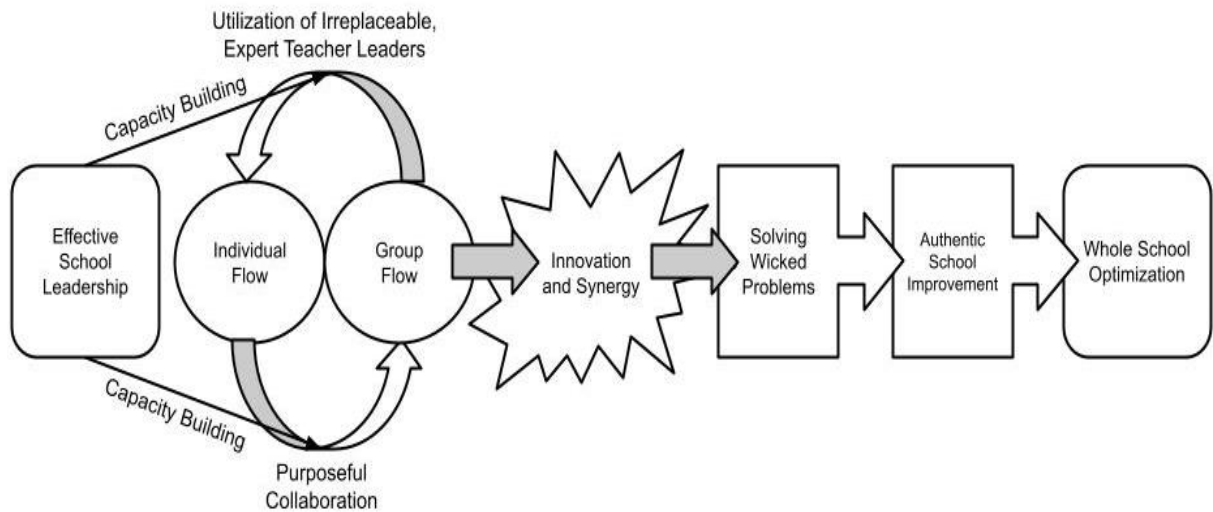 Utilization of Irreplaceable,
Expert Teacher Leaders
Capacity Building
Effective
School
Leadership
Individual
Flow
Group
Flow
Innovation
and Synergy
Solving
Wicked
Problems
Authentic
School
Improvement
Whole School
Optimization
Capacity Building
Purposeful
Collaboration